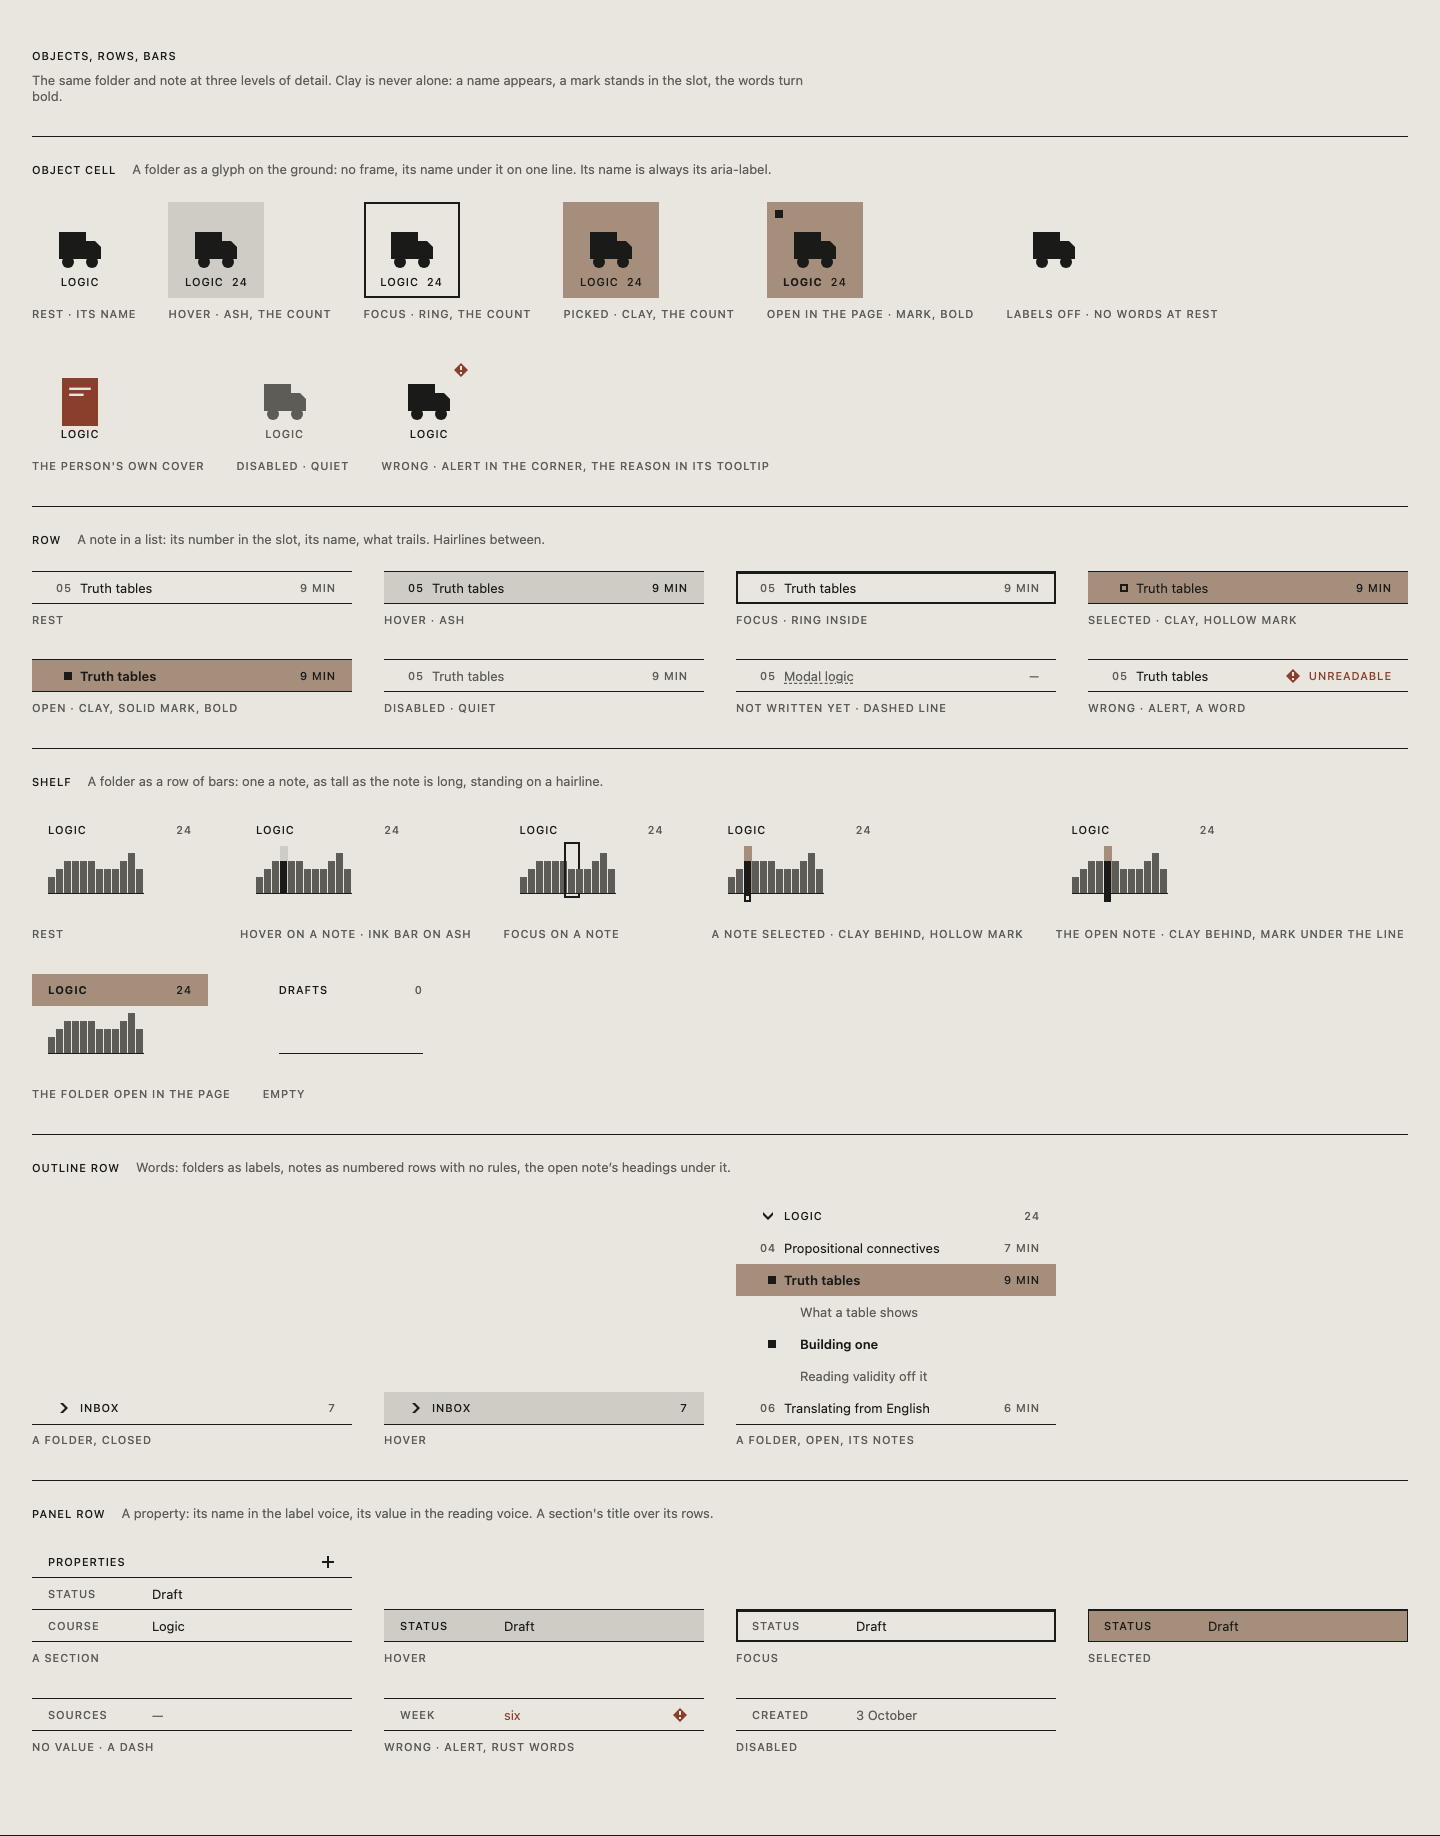 OBJECTS, ROWS, BARS
The same folder and note at three levels of detail. Clay is never alone: a name appears, a mark stands in the slot, the words turn
bold.
OBJECT CELL A folder as a glyph on the ground: no frame, its name under it on one line. Its name is always its aria-label.
LOGIC LOGIC 24 LOGIC 24 LOGIC 24 LOGIC 24
REST · ITS NAME HOVER · ASH, THE COUNT FOCUS · RING, THE COUNT PICKED · CLAY, THE COUNT OPEN IN THE PAGE · MARK, BOLD LABELS OFF · NO WORDS AT REST
LOGIC LOGIC LOGIC
THE PERSON'S OWN COVER DISABLED · QUIET WRONG · ALERT IN THE CORNER, THE REASON IN ITS TOOLTIP
ROW A note in a list: its number in the slot, its name, what trails. Hairlines between.
05 Truth tables 9 MIN 05 Truth tables 9 MIN 05 Truth tables 9 MIN Truth tables 9 MIN
REST HOVER · ASH FOCUS · RING INSIDE SELECTED · CLAY, HOLLOW MARK
Truth tables 9 MIN 05 Truth tables 9 MIN 05 Modal logic — 05 Truth tables UNREADABLE
OPEN · CLAY, SOLID MARK, BOLD DISABLED · QUIET NOT WRITTEN YET · DASHED LINE WRONG · ALERT, A WORD
SHELF A folder as a row of bars: one a note, as tall as the note is long, standing on a hairline.
LOGIC 24 LOGIC 24 LOGIC 24 LOGIC 24 LOGIC 24
REST HOVER ON A NOTE · INK BAR ON ASH FOCUS ON A NOTE A NOTE SELECTED · CLAY BEHIND, HOLLOW MARK THE OPEN NOTE · CLAY BEHIND, MARK UNDER THE LINE
LOGIC 24 DRAFTS 0
THE FOLDER OPEN IN THE PAGE EMPTY
OUTLINE ROW Words: folders as labels, notes as numbered rows with no rules, the open note's headings under it.
LOGIC 24
04 Propositional connectives 7 MIN
Truth tables 9 MIN
What a table shows
Building one
Reading validity off it
INBOX 7 INBOX 7 06 Translating from English 6 MIN
A FOLDER, CLOSED HOVER A FOLDER, OPEN, ITS NOTES
PANEL ROW A property: its name in the label voice, its value in the reading voice. A section's title over its rows.
PROPERTIES
STATUS Draft
COURSE Logic STATUS Draft STATUS Draft STATUS Draft
A SECTION HOVER FOCUS SELECTED
SOURCES — WEEK six CREATED 3 October
NO VALUE · A DASH WRONG · ALERT, RUST WORDS DISABLED